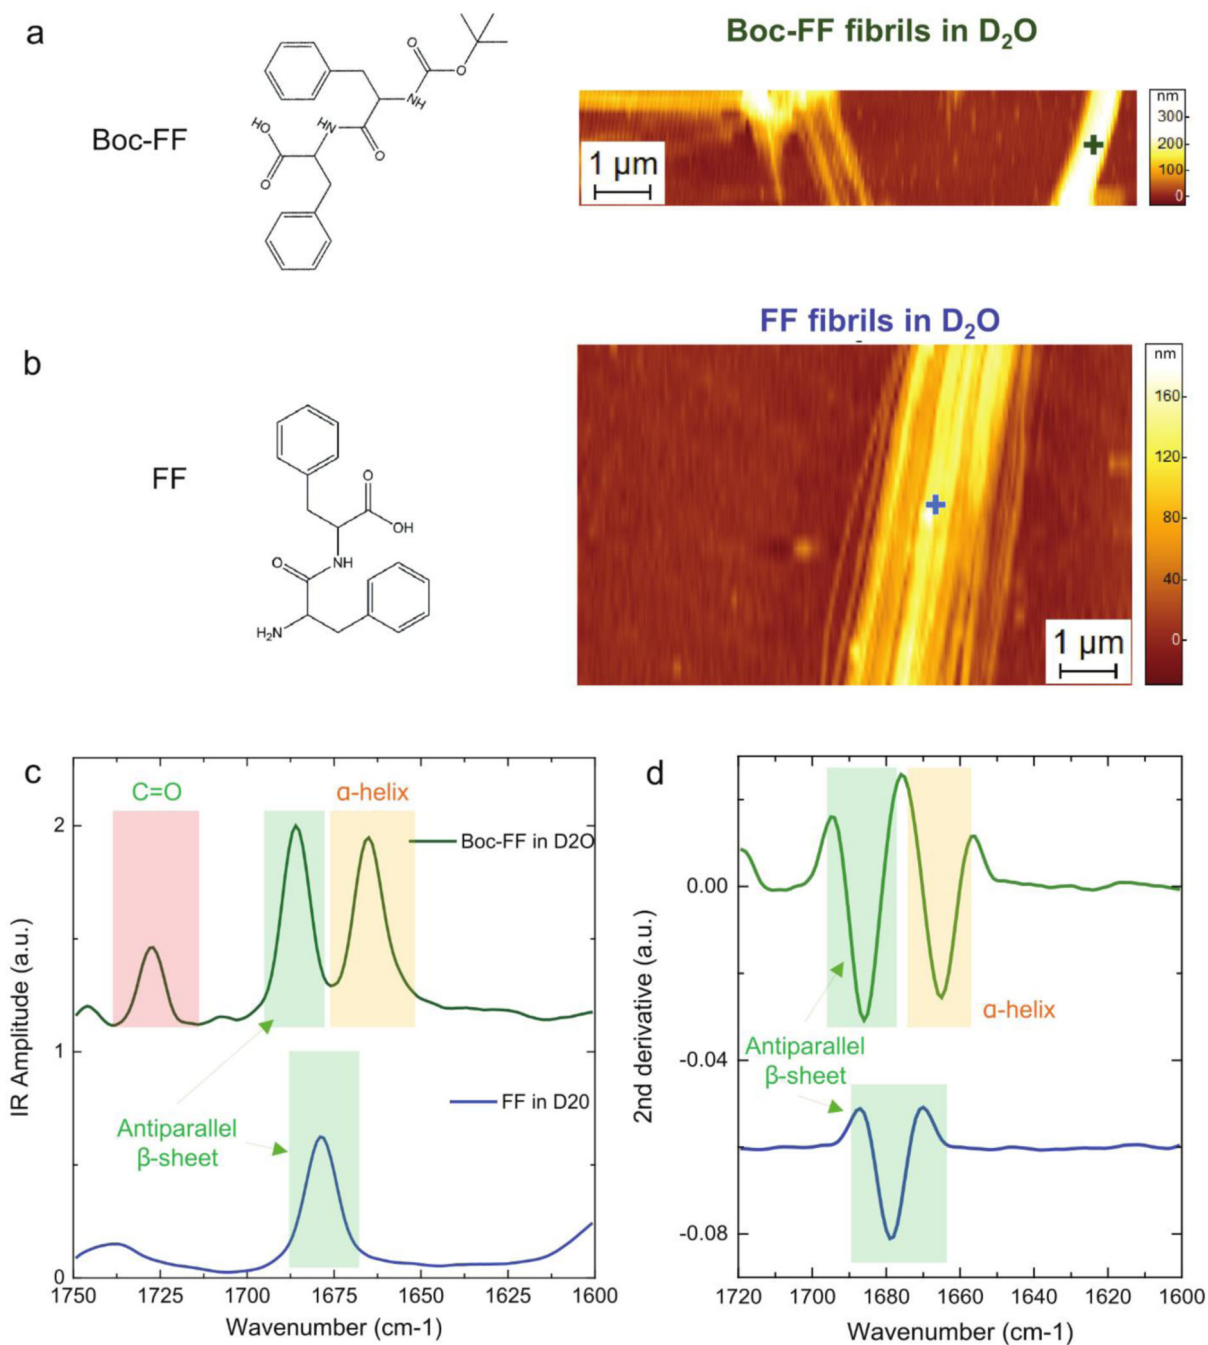 a
Boc-FF
HO
O
HN
O
NH
O
O
Boc-FF fibrils in D₂O
1 µm
nm
300
200
100
0
b
FF
O
OH
O
NH
H₂N
FF fibrils in D₂O
1 µm
nm
160
120
80
40
0
c
C=O
α-helix
Boc-FF in D2O
Antiparallel
β-sheet
FF in D20
IR Amplitude (a.u.)
2
1
0
1750 1725 1700 1675 1650 1625 1600
Wavenumber (cm-1)
d
α-helix
Antiparallel
β-sheet
2nd derivative (a.u.)
0.00
-0.04
-0.08
1720 1700 1680 1660 1640 1620 1600
Wavenumber (cm-1)